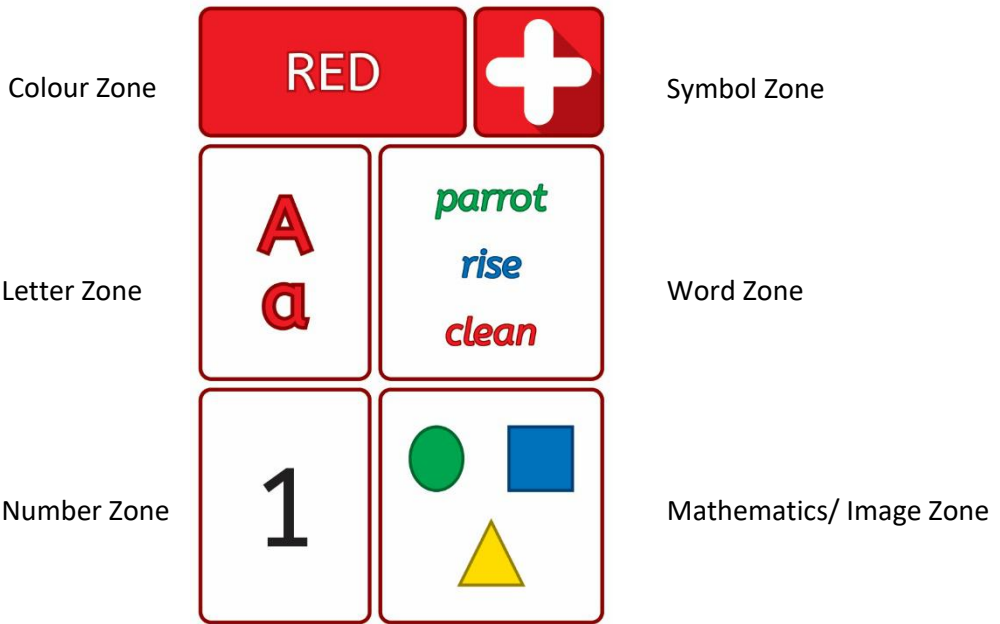 RED
Colour Zone
Symbol Zone
A
a
parrot
rise
clean
Letter Zone
Word Zone
1
Number Zone
Mathematics/ Image Zone